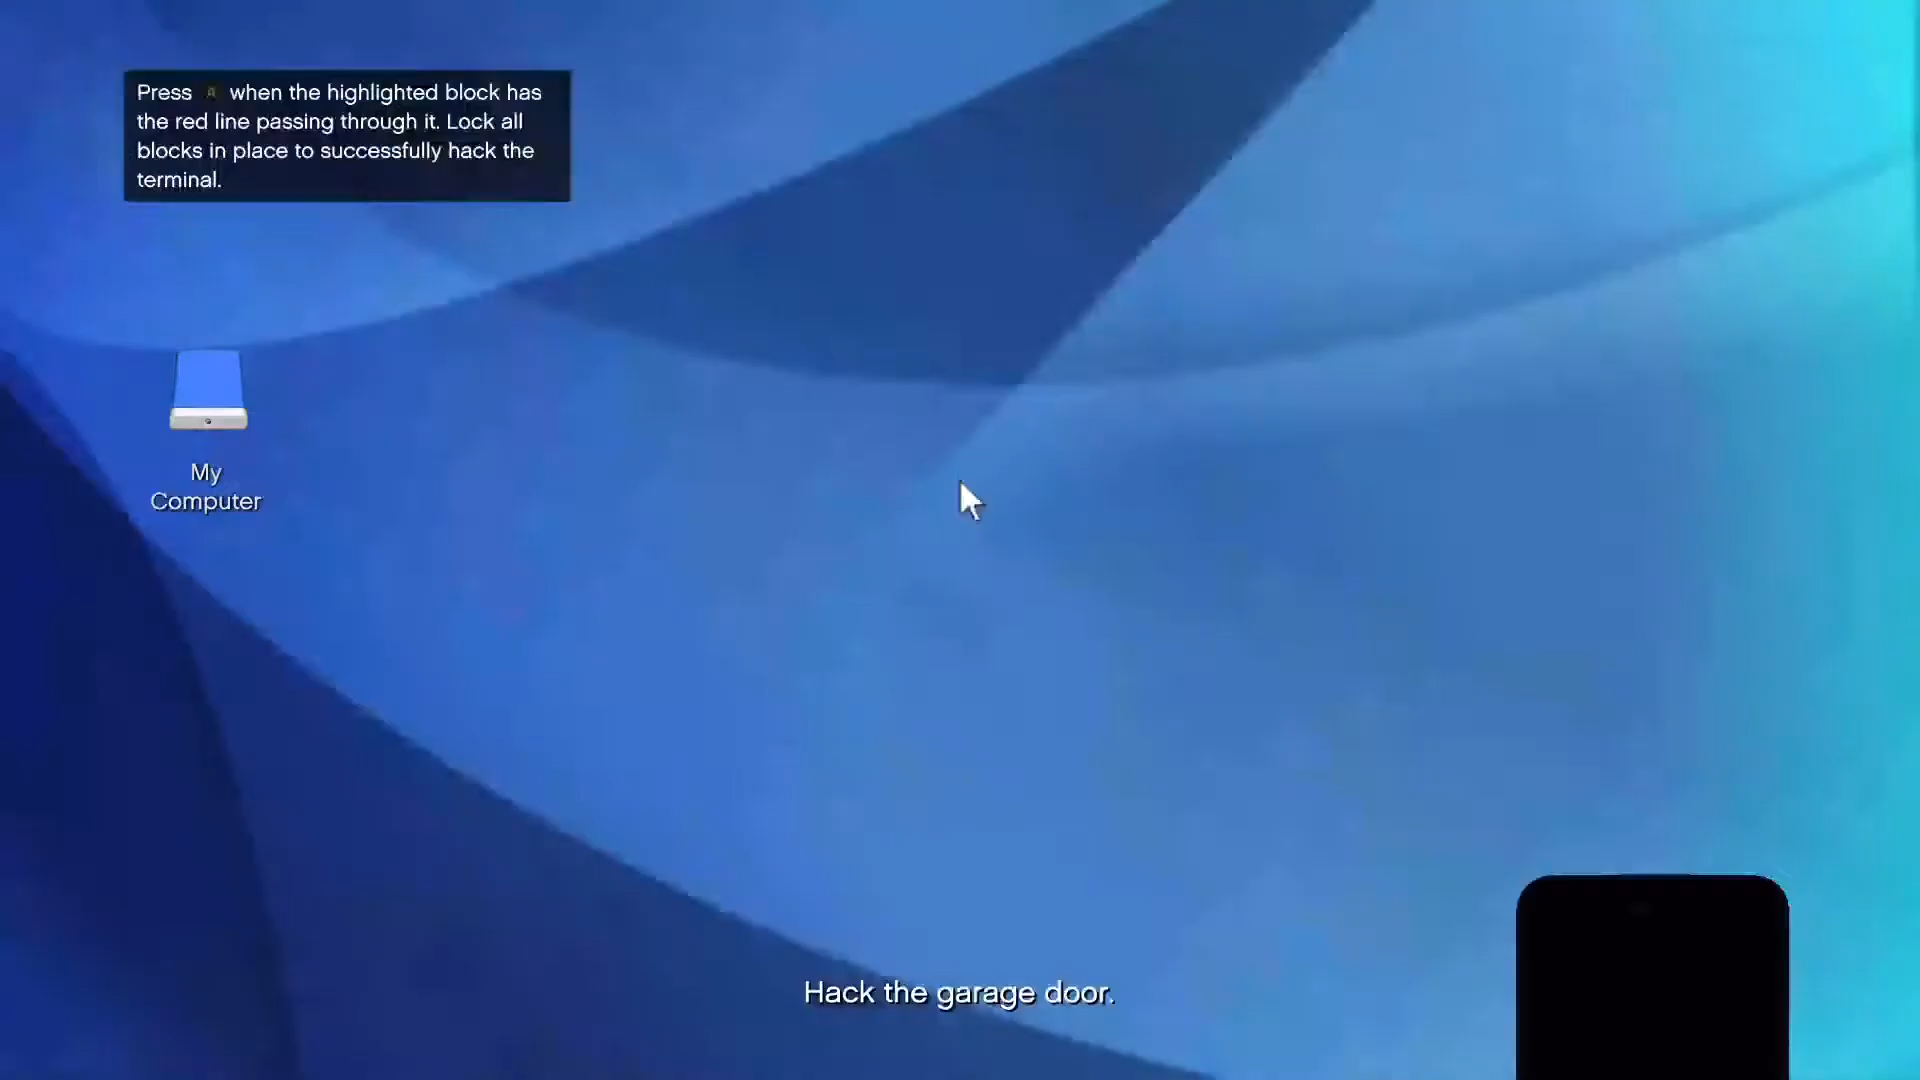 Press A when the highlighted block has
the red line passing through it. Lock all
blocks in place to successfully hack the
terminal.
My
Computer
Hack the garage door.